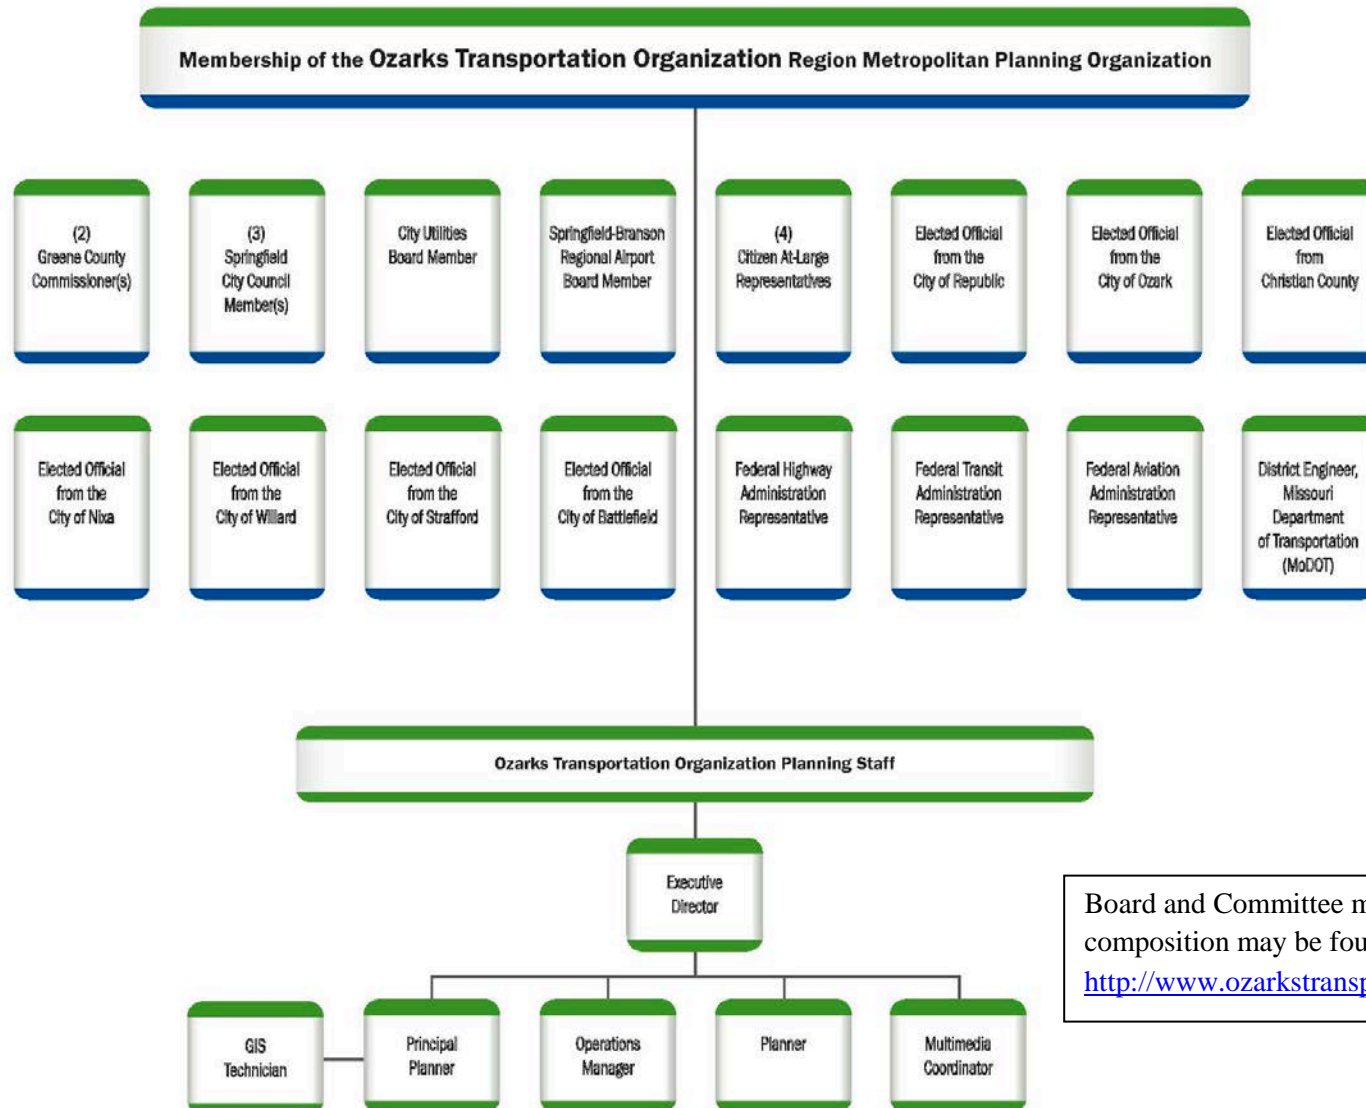 Membership of the Ozarks Transportation Organization Region Metropolitan Planning Organization
(2)
Greene County
Commissioner(s)
(3)
Springfield
City Council
Member(s)
City Utilities
Board Member
Springfield-Branson
Regional Airport
Board Member
(4)
Citizen At-Large
Representatives
Elected Official
from the
City of Republic
Elected Official
from the
City of Ozark
Elected Official
from
Christian County
Elected Official
from the
City of Nixa
Elected Official
from the
City of Willard
Elected Official
from the
City of Strafford
Elected Official
from the
City of Battlefield
Federal Highway
Administration
Representative
Federal Transit
Administration
Representative
Federal Aviation
Administration
Representative
District Engineer,
Missouri
Department
of Transportation
(MoDOT)
Ozarks Transportation Organization Planning Staff
Executive
Director
Board and Committee m
composition may be fou
http://www.ozarkstransp
GIS
Technician
Principal
Planner
Operations
Manager
Planner
Multimedia
Coordinator